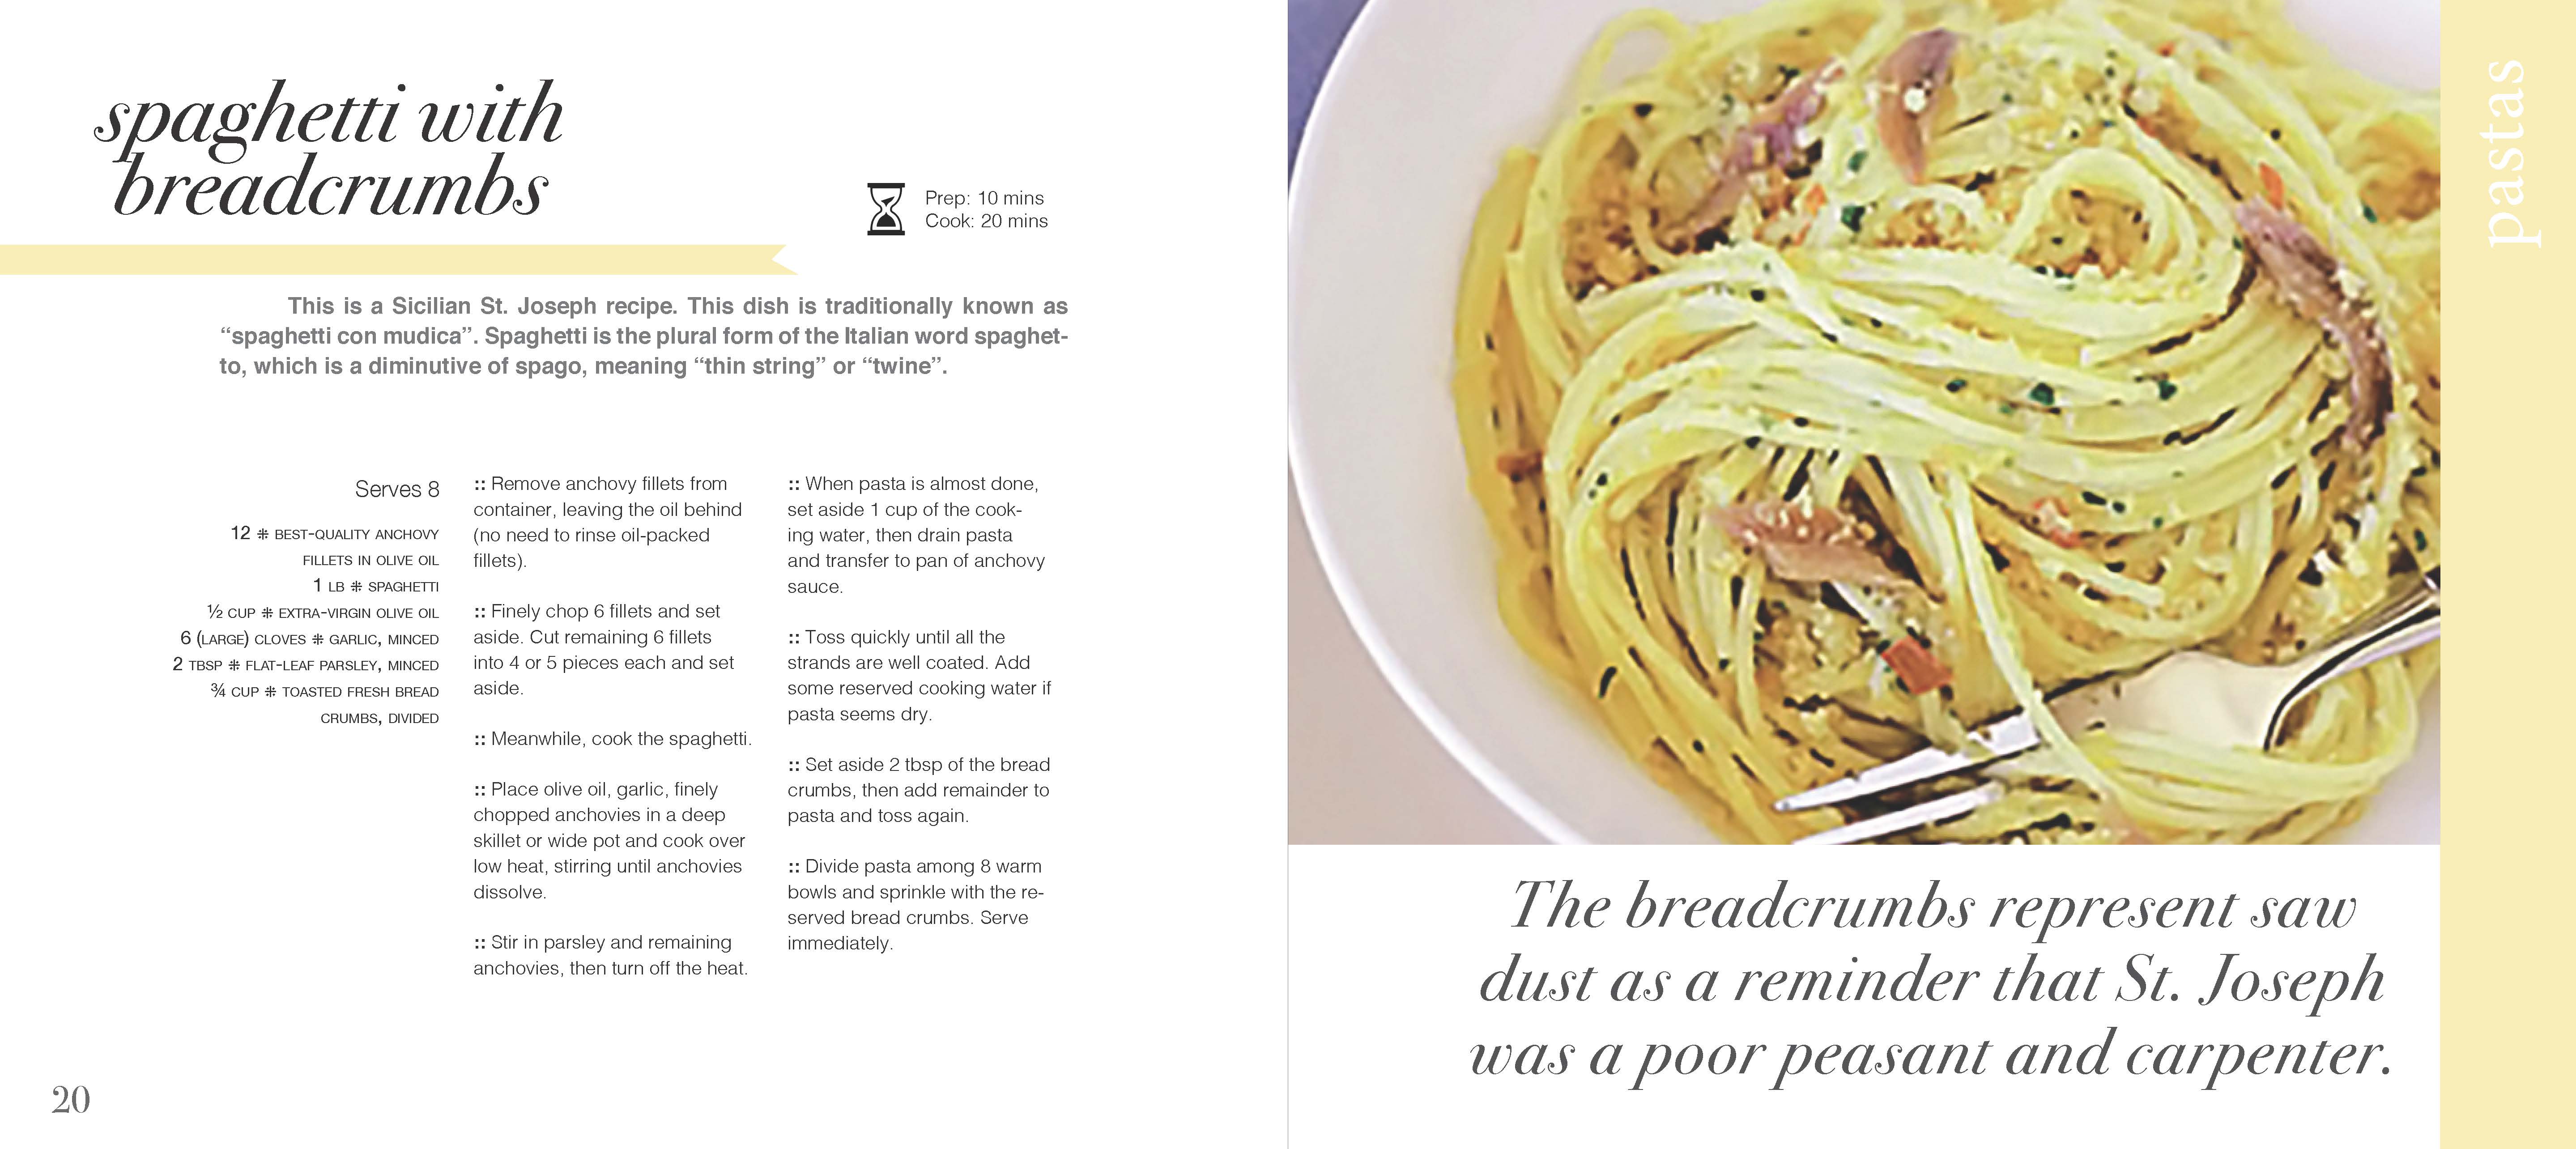 spaghetti with
breadcrumbs
Prep: 10 mins
Cook: 20 mins
This is a Sicilian St. Joseph recipe. This dish is traditionally known as
“spaghetti con mudica”. Spaghetti is the plural form of the Italian word spaghet-
to, which is a diminutive of spago, meaning “thin string” or “twine”.
Serves 8
12 ⁜ BEST-QUALITY ANCHOVY
FILLETS IN OLIVE OIL
1 LB ⁜ SPAGHETTI
½ CUP ⁜ EXTRA-VIRGIN OLIVE OIL
6 (LARGE) CLOVES ⁜ GARLIC, MINCED
2 TBSP ⁜ FLAT-LEAF PARSLEY, MINCED
¾ CUP ⁜ TOASTED FRESH BREAD
CRUMBS, DIVIDED
:: Remove anchovy fillets from
container, leaving the oil behind
(no need to rinse oil-packed
fillets).
:: Finely chop 6 fillets and set
aside. Cut remaining 6 fillets
into 4 or 5 pieces each and set
aside.
:: Meanwhile, cook the spaghetti.
:: Place olive oil, garlic, finely
chopped anchovies in a deep
skillet or wide pot and cook over
low heat, stirring until anchovies
dissolve.
:: Stir in parsley and remaining
anchovies, then turn off the heat.
:: When pasta is almost done,
set aside 1 cup of the cook-
ing water, then drain pasta
and transfer to pan of anchovy
sauce.
:: Toss quickly until all the
strands are well coated. Add
some reserved cooking water if
pasta seems dry.
:: Set aside 2 tbsp of the bread
crumbs, then add remainder to
pasta and toss again.
:: Divide pasta among 8 warm
bowls and sprinkle with the re-
served bread crumbs. Serve
immediately.
20
pastas
The breadcrumbs represent saw
dust as a reminder that St. Joseph
was a poor peasant and carpenter.